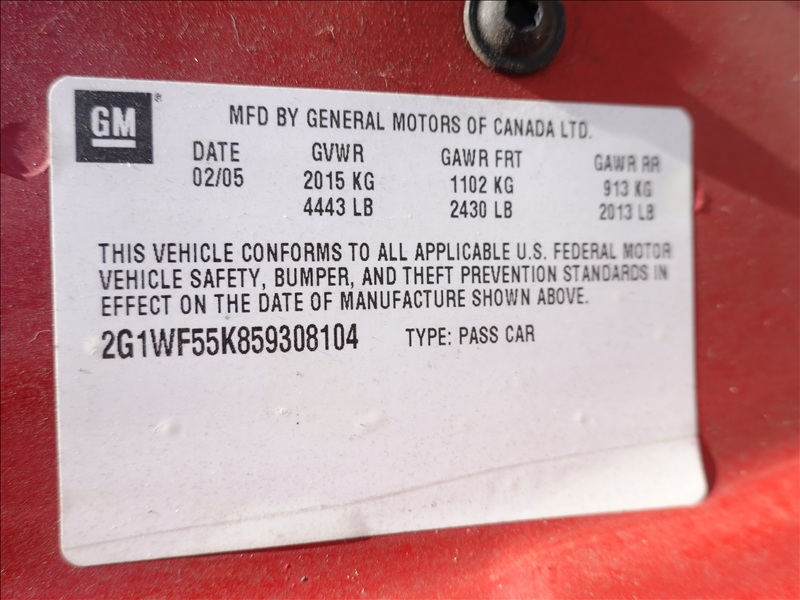 GM®
MFD BY GENERAL MOTORS OF CANADA LTD.
DATE GVWR GAWR FRT GAWR RR
02/05 2015 KG 1102 KG 913 KG
4443 LB 2430 LB 2013 LB
THIS VEHICLE CONFORMS TO ALL APPLICABLE U.S. FEDERAL MOTOR
VEHICLE SAFETY, BUMPER, AND THEFT PREVENTION STANDARDS IN
EFFECT ON THE DATE OF MANUFACTURE SHOWN ABOVE.
2G1WF55K859308104 TYPE: PASS CAR